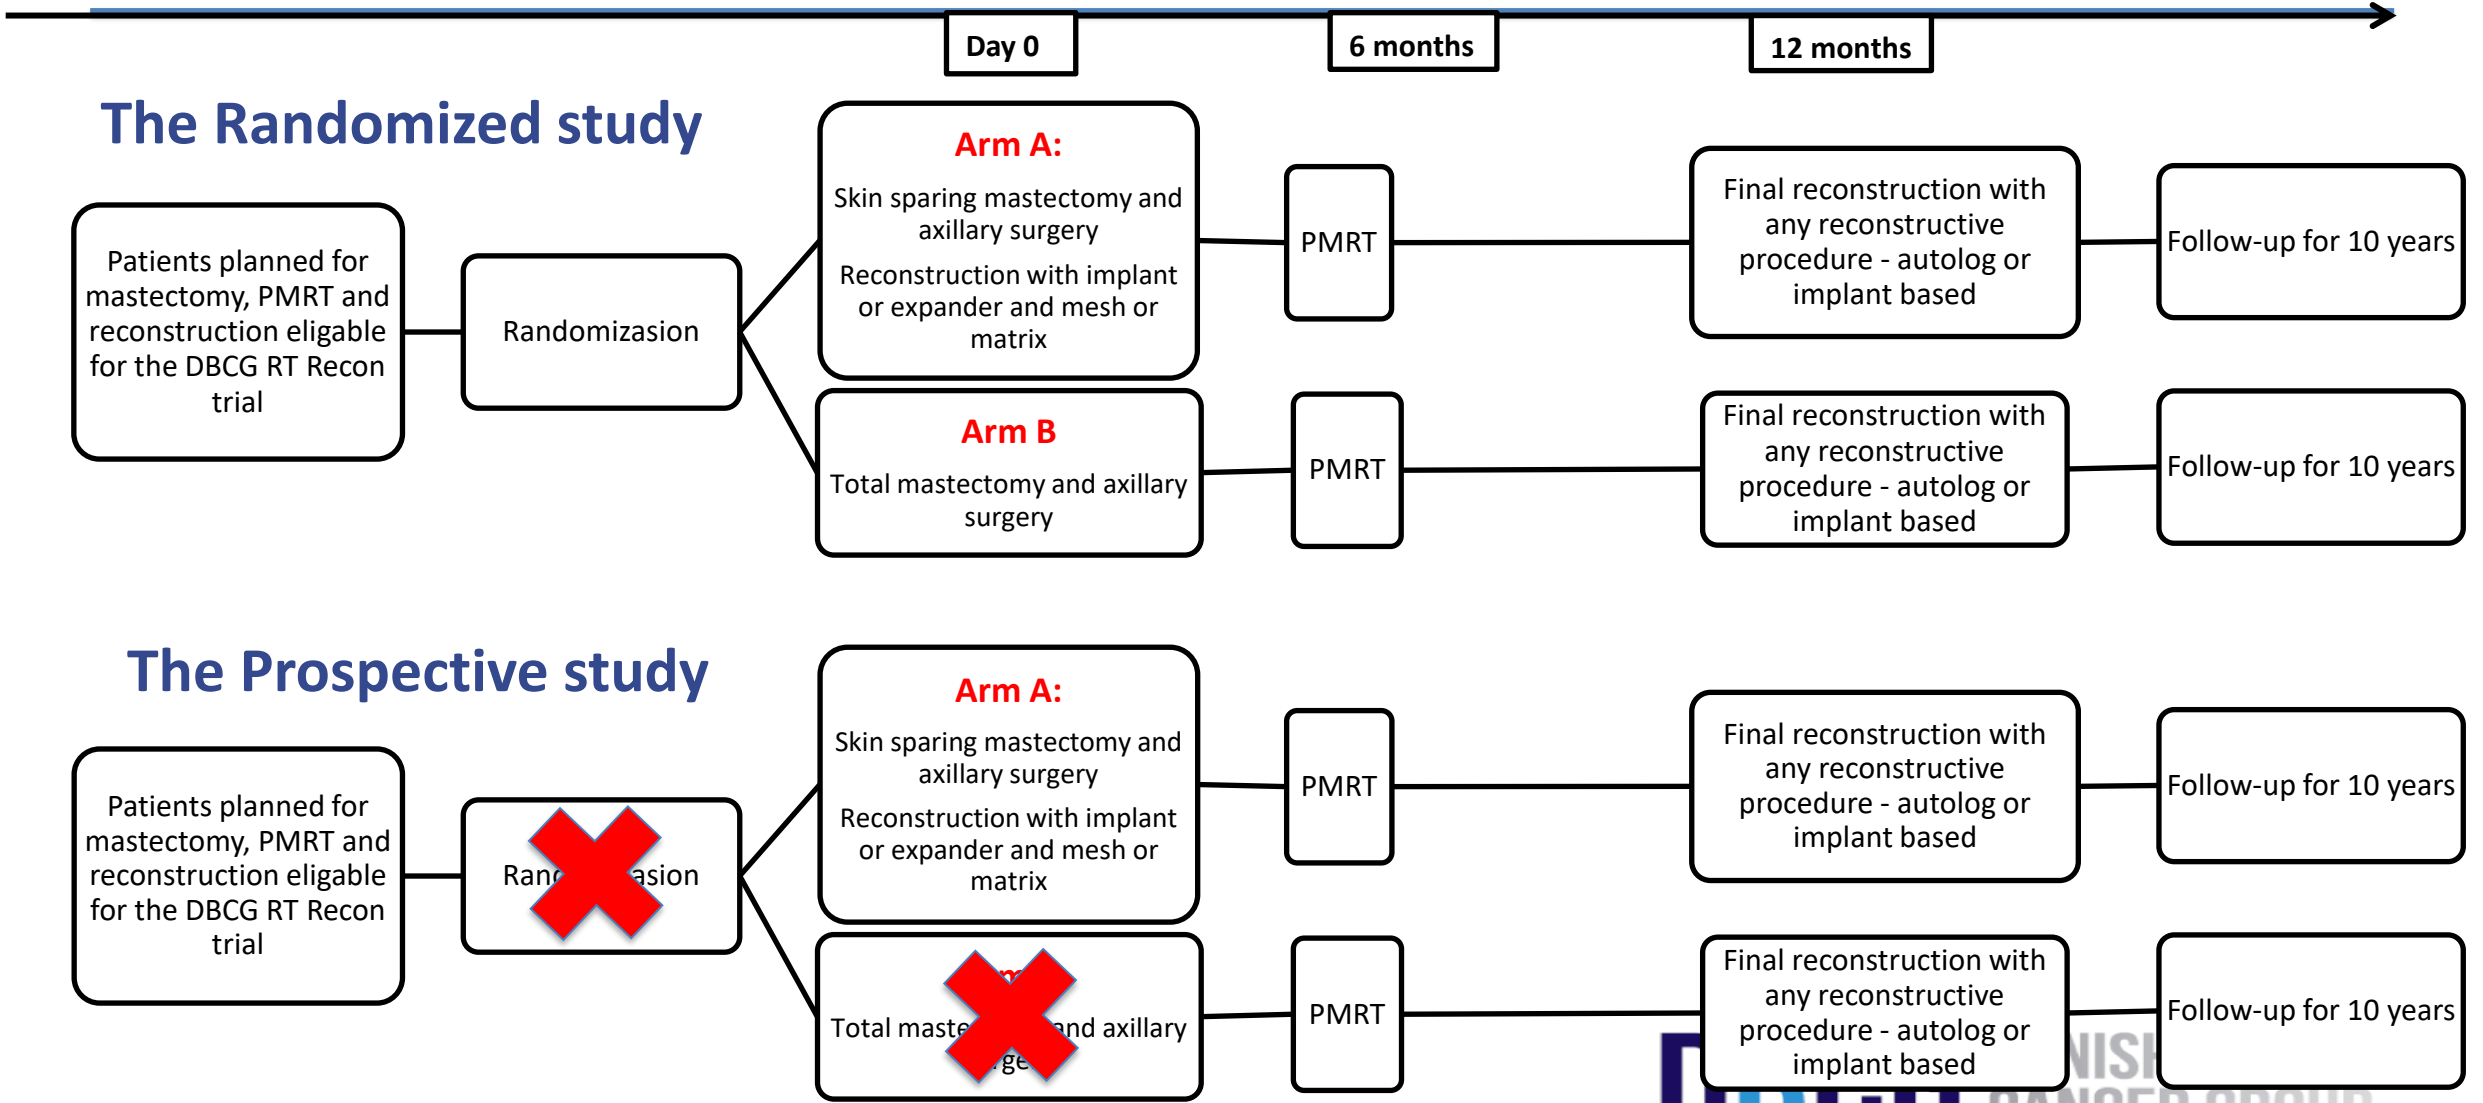 Day 0
6 months
12 months
The Randomized study
Patients planned for
mastectomy, PMRT and
reconstruction eligable
for the DBCG RT Recon
trial
Randomizasion
Arm A:
Skin sparing mastectomy and
axillary surgery
Reconstruction with implant
or expander and mesh or
matrix
PMRT
Final reconstruction with
any reconstructive
procedure - autolog or
implant based
Follow-up for 10 years
Arm B
Total mastectomy and axillary
surgery
PMRT
Final reconstruction with
any reconstructive
procedure - autolog or
implant based
Follow-up for 10 years
The Prospective study
Patients planned for
mastectomy, PMRT and
reconstruction eligable
for the DBCG RT Recon
trial
Arm A:
Skin sparing mastectomy and
axillary surgery
Reconstruction with implant
or expander and mesh or
matrix
PMRT
Final reconstruction with
any reconstructive
procedure - autolog or
implant based
Follow-up for 10 years
Total and axillary
PMRT
Final reconstruction with
any reconstructive
procedure - autolog or
implant based
Follow-up for 10 years
GROUP